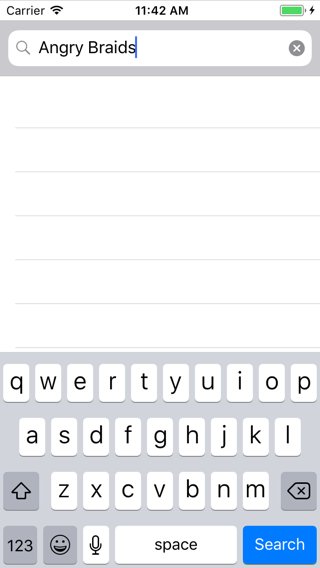 Carrier 11:42 AM
Angry Braids
q w e r t y u i o p
a s d f g h j k l
z x c v b n m
123 space Search